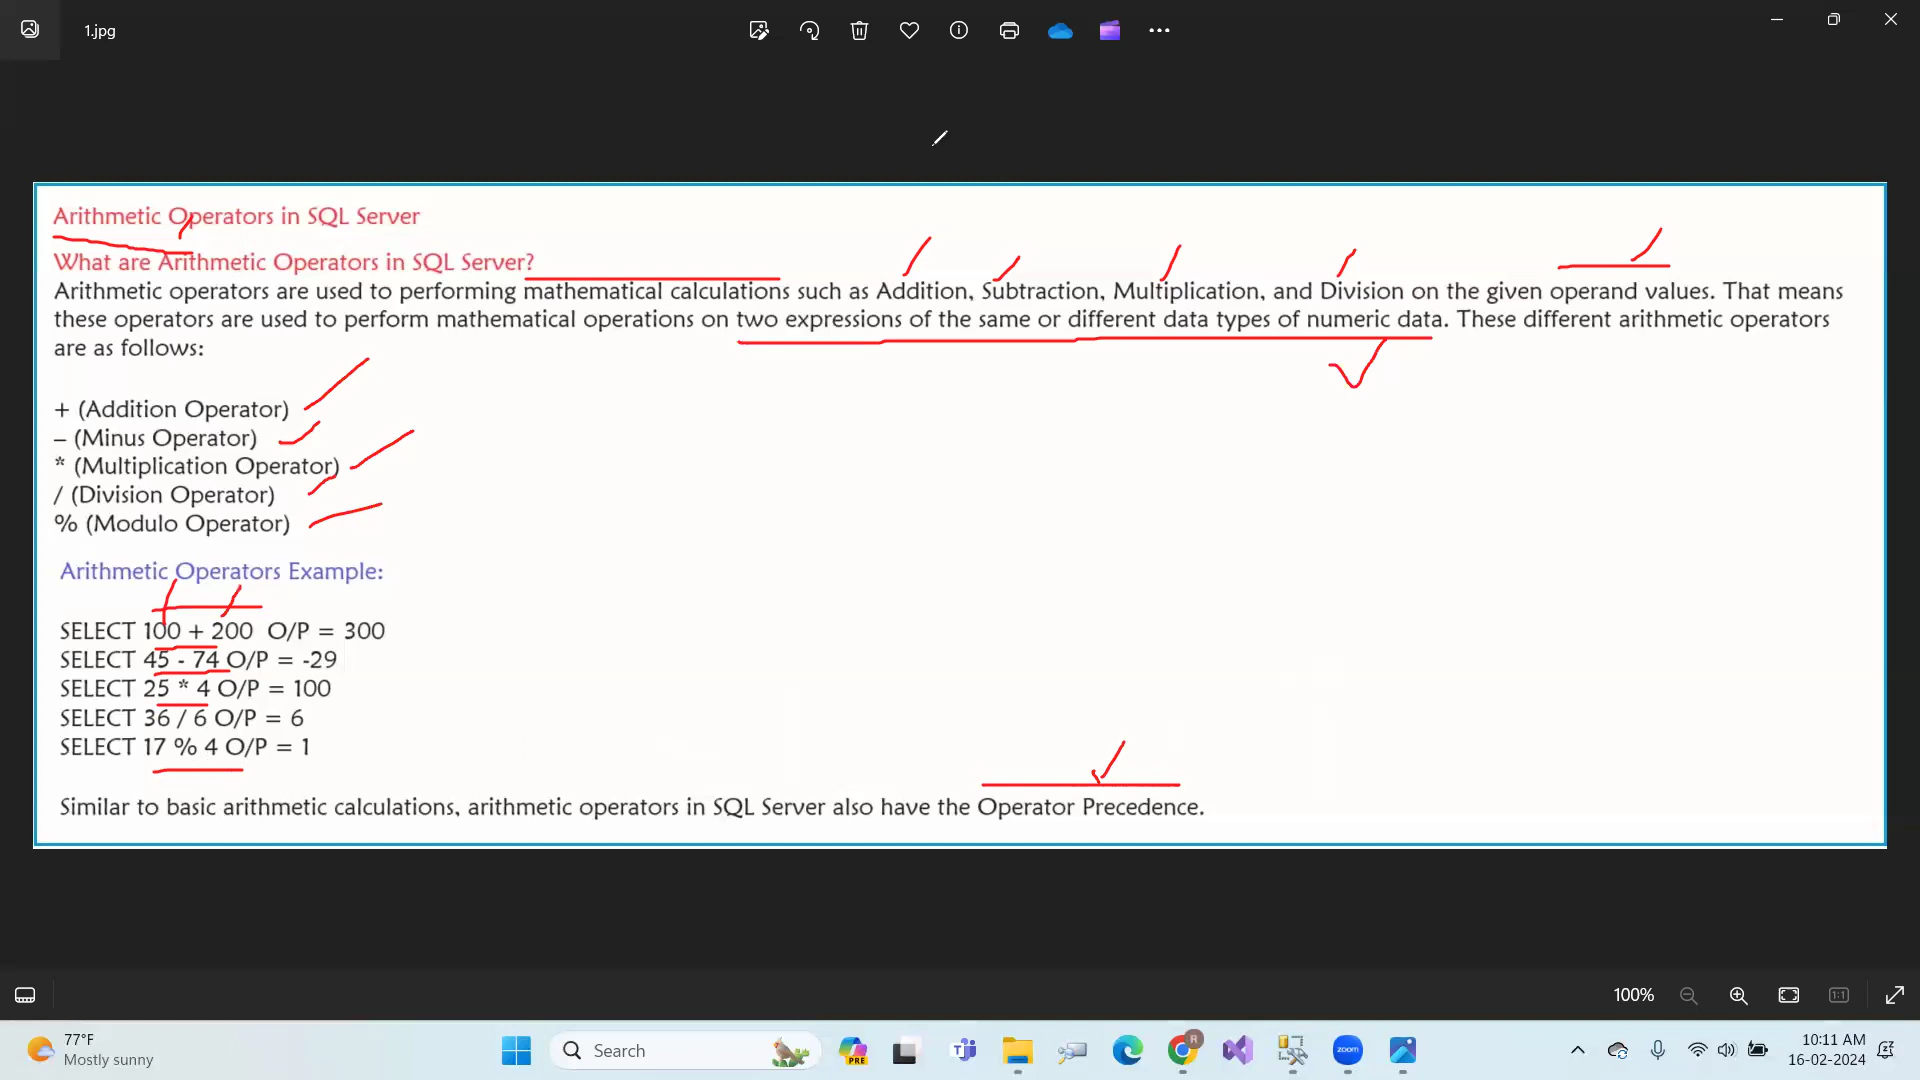 1.jpg
Arithmetic Operators in SQL Server
What are Arithmetic Operators in SQL Server?
Arithmetic operators are used to performing mathematical calculations such as Addition, Subtraction, Multiplication, and Division on the given operand values. That means
these operators are used to perform mathematical operations on two expressions of the same or different data types of numeric data. These different arithmetic operators
are as follows:
+ (Addition Operator)
– (Minus Operator)
* (Multiplication Operator)
/ (Division Operator)
% (Modulo Operator)
Arithmetic Operators Example:
SELECT 100 + 200 O/P = 300
SELECT 45 - 74 O/P = -29
SELECT 25 * 4 O/P = 100
SELECT 36 / 6 O/P = 6
SELECT 17 % 4 O/P = 1
Similar to basic arithmetic calculations, arithmetic operators in SQL Server also have the Operator Precedence.
100%
1:1
77°F
Mostly sunny
Search
PRE
R
zoom
10:11 AM
16-02-2024